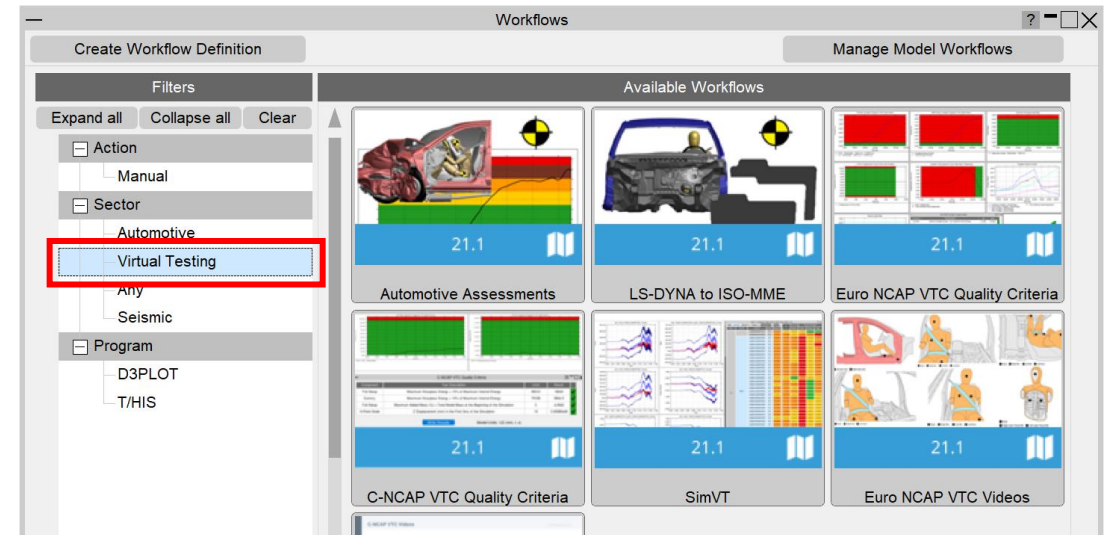 Workflows
?
Create Workflow Definition
Manage Model Workflows
Filters
Available Workflows
Expand all Collapse all Clear
Action
Manual
Sector
Automotive
Virtual Testing
Any
Seismic
Program
D3PLOT
T/HIS
21.1
Automotive Assessments
21.1
LS-DYNA to ISO-MME
21.1
Euro NCAP VTC Quality Criteria
21.1
C-NCAP VTC Quality Criteria
21.1
SimVT
21.1
Euro NCAP VTC Videos
C-NCAP VTC Videos